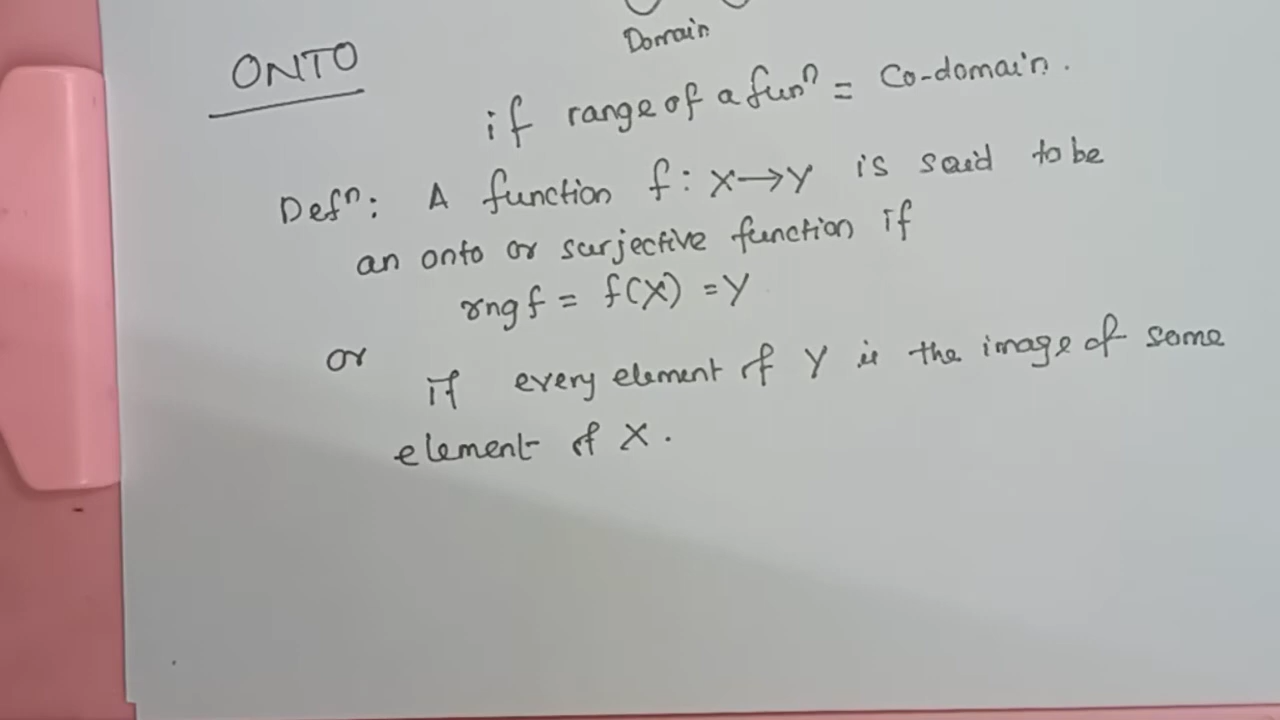 Domain
ONTO
if range of a funⁿ = Co-domain.
Defⁿ: A function f: X→Y is said to be
an onto or surjective function if
rng f = f(X) = Y
or
if every element of Y is the image of some
element of X.